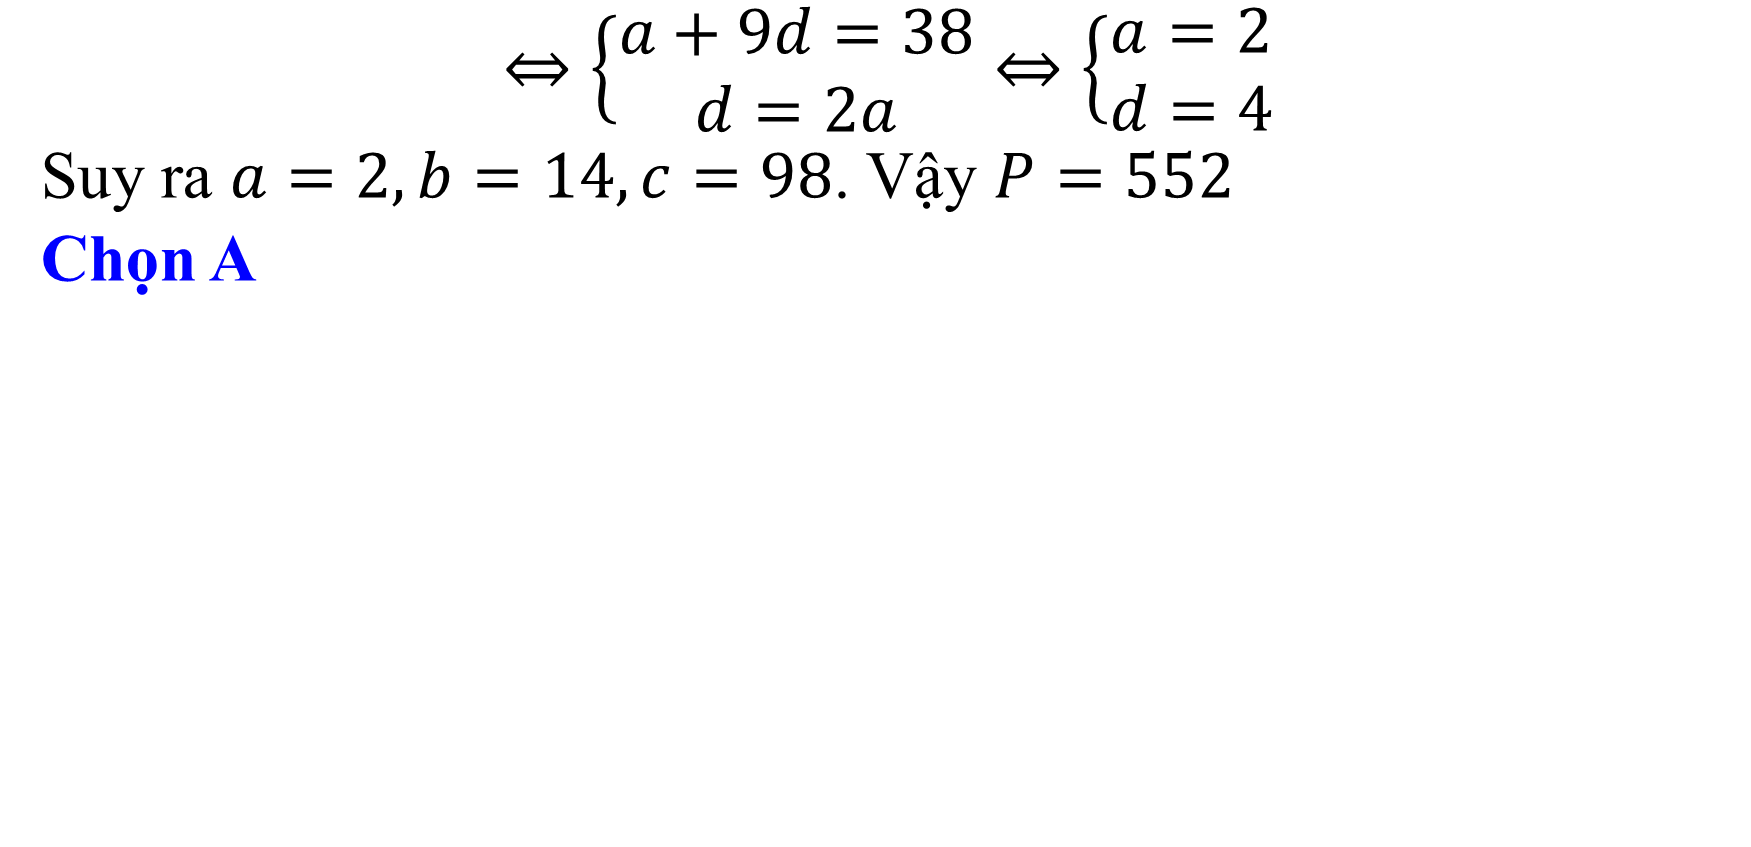 ⇔ { a + 9d = 38 ⇔ { a = 2
d = 2a d = 4
Suy ra a = 2, b = 14, c = 98. Vậy P = 552
Chọn A